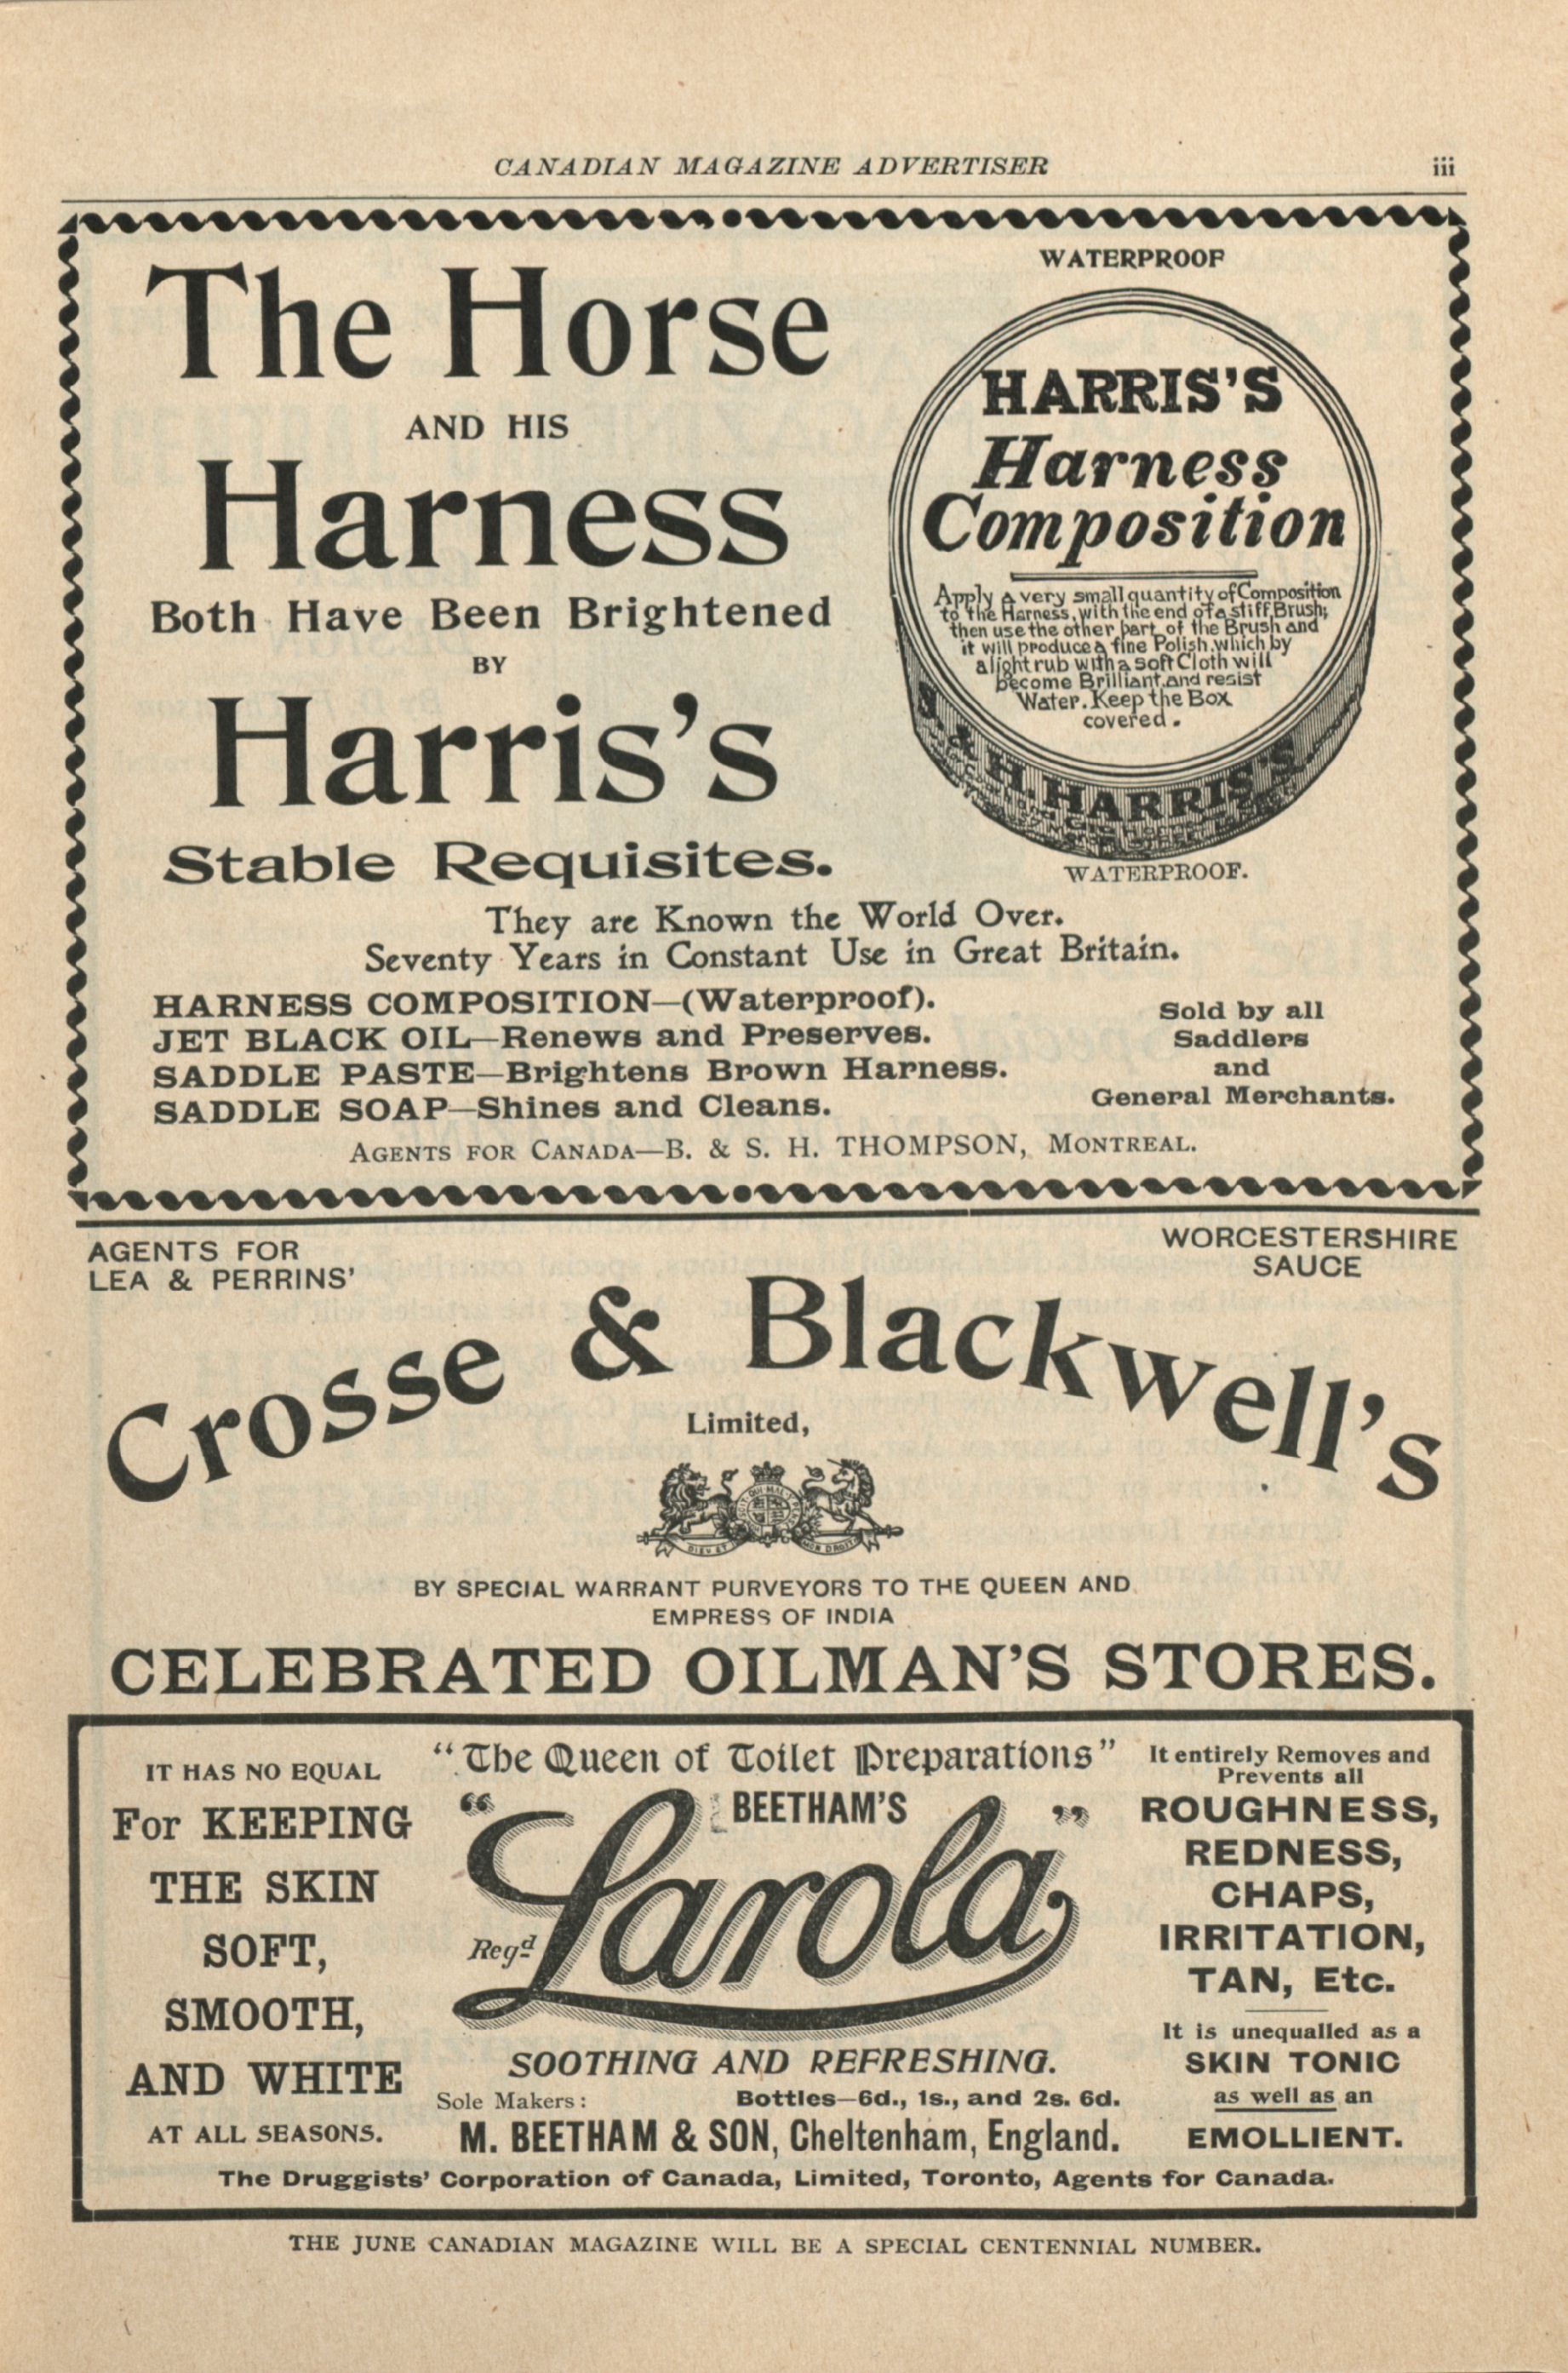 CANADIAN MAGAZINE ADVERTISER iii
The Horse
AND HIS
Harness
Both Have Been Brightened
BY
Harris's
Stable Requisites.
WATERPROOF
HARRIS'S
Harness
Composition
Apply a very small quantity of Composition
to the Harness, with the end of a stiff Brush;
then use the other part of the Brush and
it will produce a fine Polish, which by
a light rub with a soft Cloth will
become Brilliant, and resist
Water. Keep the Box
covered.
& H. HARRIS'S
WATERPROOF.
They are Known the World Over.
Seventy Years in Constant Use in Great Britain.
HARNESS COMPOSITION—(Waterproof).
JET BLACK OIL—Renews and Preserves.
SADDLE PASTE—Brightens Brown Harness.
SADDLE SOAP—Shines and Cleans.
Sold by all
Saddlers
and
General Merchants.
AGENTS FOR CANADA—B. & S. H. THOMPSON, MONTREAL.
AGENTS FOR
LEA & PERRINS'
WORCESTERSHIRE
SAUCE
Crosse & Blackwell's
Limited,
BY SPECIAL WARRANT PURVEYORS TO THE QUEEN AND
EMPRESS OF INDIA
CELEBRATED OILMAN'S STORES.
IT HAS NO EQUAL
For KEEPING
THE SKIN
SOFT,
SMOOTH,
AND WHITE
AT ALL SEASONS.
"The Queen of Toilet Preparations"
BEETHAM'S
"Larola"
Regd
SOOTHING AND REFRESHING.
Sole Makers: Bottles—6d., 1s., and 2s. 6d.
M. BEETHAM & SON, Cheltenham, England.
It entirely Removes and
Prevents all
ROUGHNESS,
REDNESS,
CHAPS,
IRRITATION,
TAN, Etc.
It is unequalled as a
SKIN TONIC
as well as an
EMOLLIENT.
The Druggists' Corporation of Canada, Limited, Toronto, Agents for Canada.
THE JUNE CANADIAN MAGAZINE WILL BE A SPECIAL CENTENNIAL NUMBER.